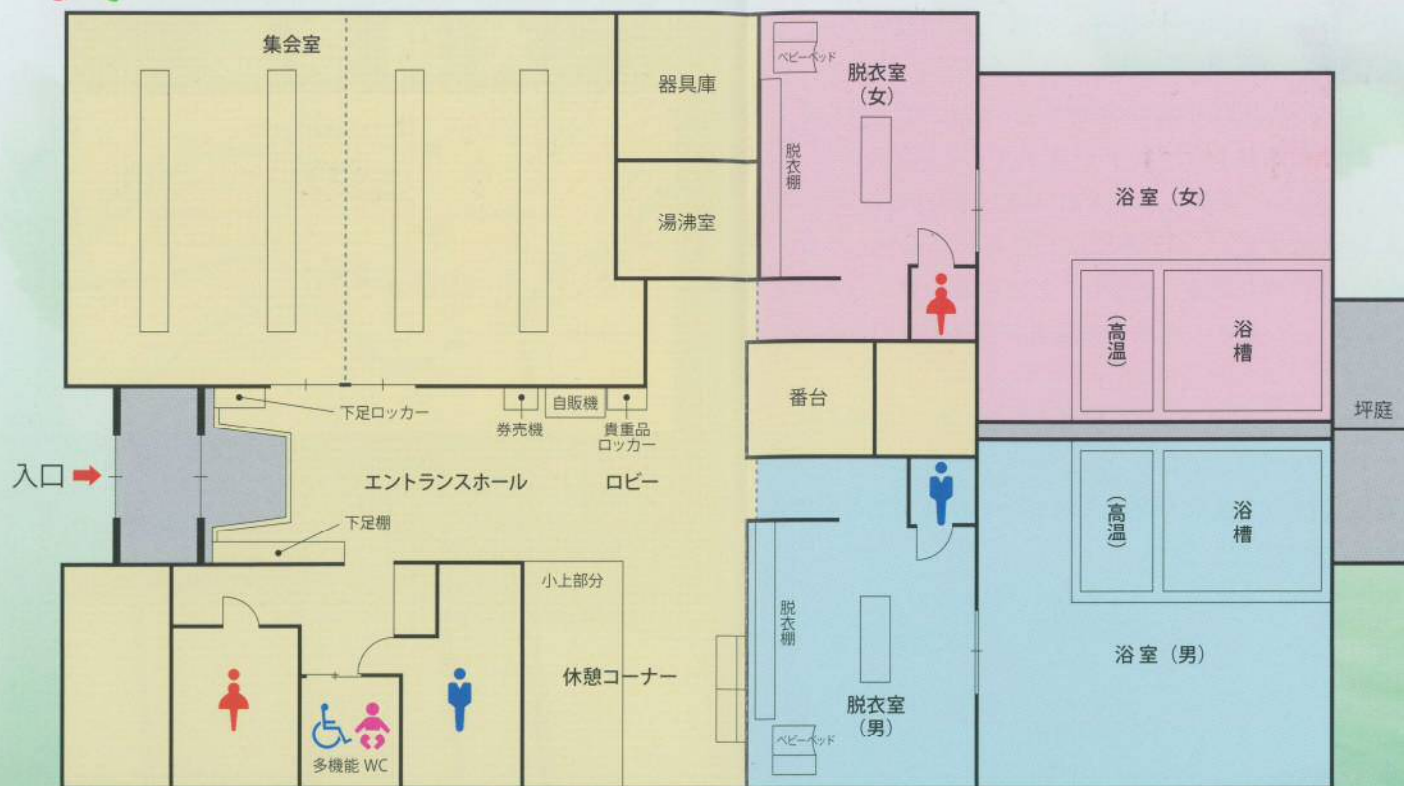 集会室
器具庫
湯沸室
ベビーベッド
脱衣室
(女)
脱衣棚
浴室(女)
(高温)
浴槽
坪庭
下足ロッカー
券売機
自販機
貴重品
ロッカー
番台
入口
エントランスホール
ロビー
下足棚
小上部分
休憩コーナー
多機能 WC
脱衣棚
脱衣室
(男)
ベビーベッド
(高温)
浴槽
浴室(男)